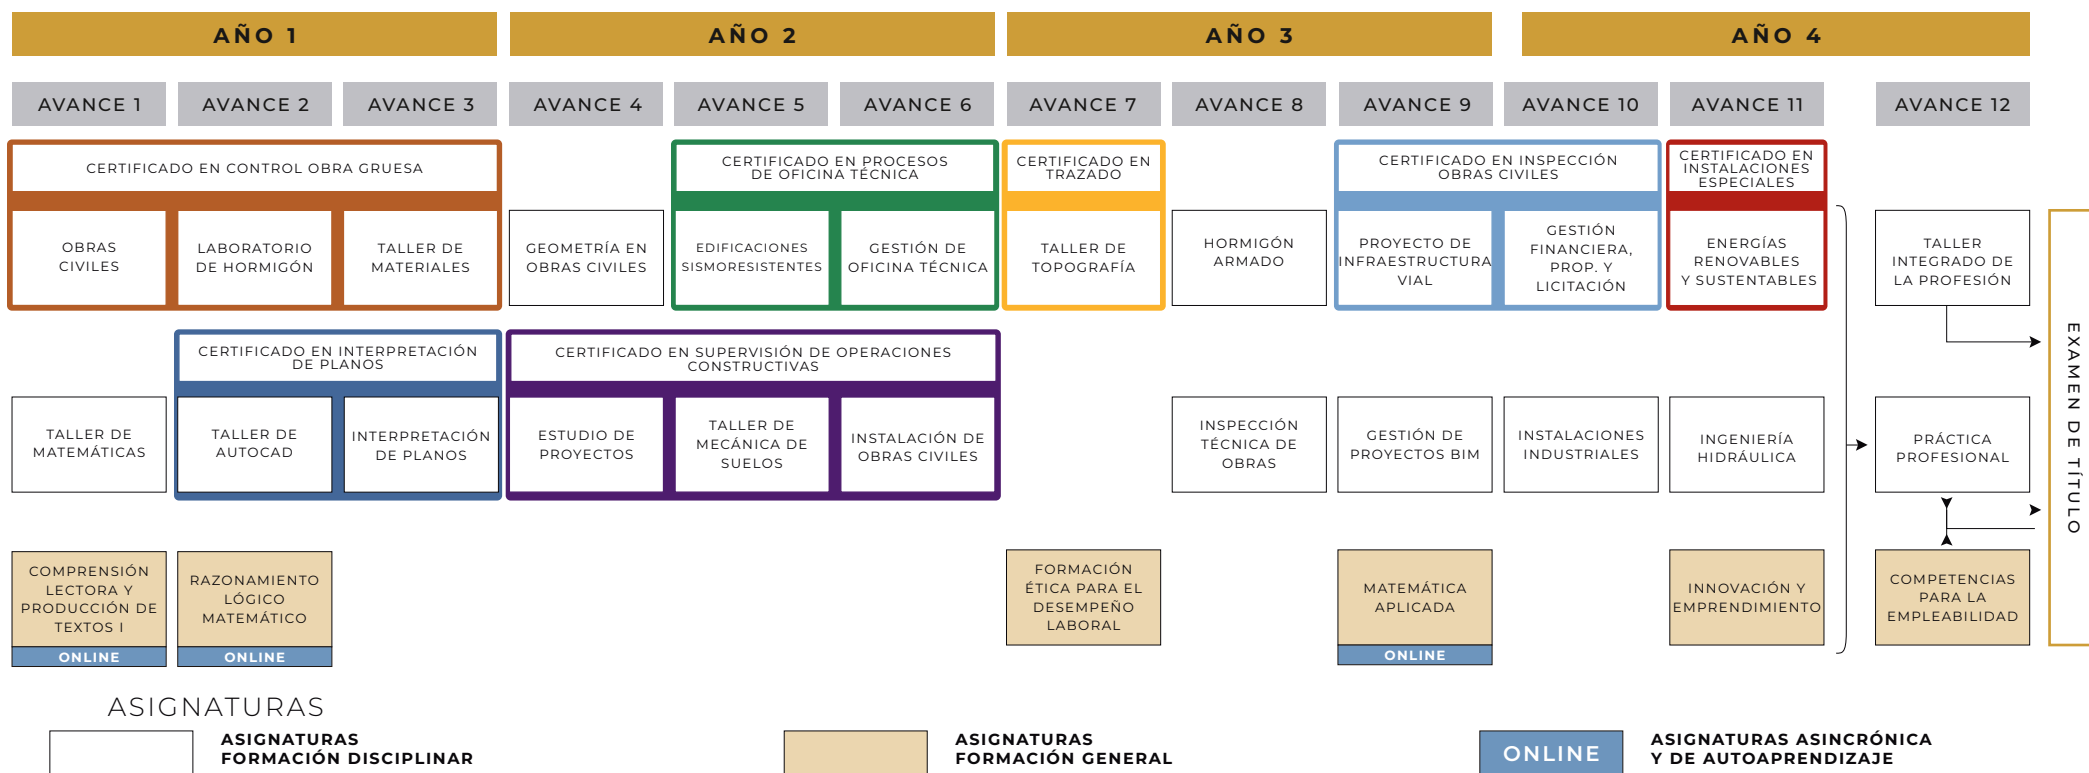 AÑO 1
AÑO 2
AÑO 3
AÑO 4
AVANCE 1
AVANCE 2
AVANCE 3
AVANCE 4
AVANCE 5
AVANCE 6
AVANCE 7
AVANCE 8
AVANCE 9
AVANCE 10
AVANCE 11
AVANCE 12
CERTIFICADO EN CONTROL OBRA GRUESA
CERTIFICADO EN PROCESOS
DE OFICINA TÉCNICA
CERTIFICADO EN
TRAZADO
CERTIFICADO EN INSPECCIÓN
OBRAS CIVILES
CERTIFICADO EN
INSTALACIONES
ESPECIALES
OBRAS
CIVILES
LABORATORIO
DE HORMIGÓN
TALLER DE
MATERIALES
GEOMETRÍA EN
OBRAS CIVILES
EDIFICACIONES
SISMORESISTENTES
GESTIÓN DE
OFICINA TÉCNICA
TALLER DE
TOPOGRAFÍA
HORMIGÓN
ARMADO
PROYECTO DE
INFRAESTRUCTURA
VIAL
GESTIÓN
FINANCIERA,
PROP. Y
LICITACIÓN
ENERGÍAS
RENOVABLES
Y SUSTENTABLES
TALLER
INTEGRADO DE
LA PROFESIÓN
CERTIFICADO EN INTERPRETACIÓN
DE PLANOS
CERTIFICADO EN SUPERVISIÓN DE OPERACIONES
CONSTRUCTIVAS
TALLER DE
MATEMÁTICAS
TALLER DE
AUTOCAD
INTERPRETACIÓN
DE PLANOS
ESTUDIO DE
PROYECTOS
TALLER DE
MECÁNICA DE
SUELOS
INSTALACIÓN DE
OBRAS CIVILES
INSPECCIÓN
TÉCNICA DE
OBRAS
GESTIÓN DE
PROYECTOS BIM
INSTALACIONES
INDUSTRIALES
INGENIERÍA
HIDRÁULICA
PRÁCTICA
PROFESIONAL
EXAMEN DE TÍTULO
COMPRENSIÓN
LECTORA Y
PRODUCCIÓN DE
TEXTOS I
ONLINE
RAZONAMIENTO
LÓGICO
MATEMÁTICO
ONLINE
FORMACIÓN
ÉTICA PARA EL
DESEMPEÑO
LABORAL
MATEMÁTICA
APLICADA
ONLINE
INNOVACIÓN Y
EMPRENDIMIENTO
COMPETENCIAS
PARA LA
EMPLEABILIDAD
ASIGNATURAS
ASIGNATURAS
FORMACIÓN DISCIPLINAR
ASIGNATURAS
FORMACIÓN GENERAL
ONLINE
ASIGNATURAS ASINCRÓNICA
Y DE AUTOAPRENDIZAJE